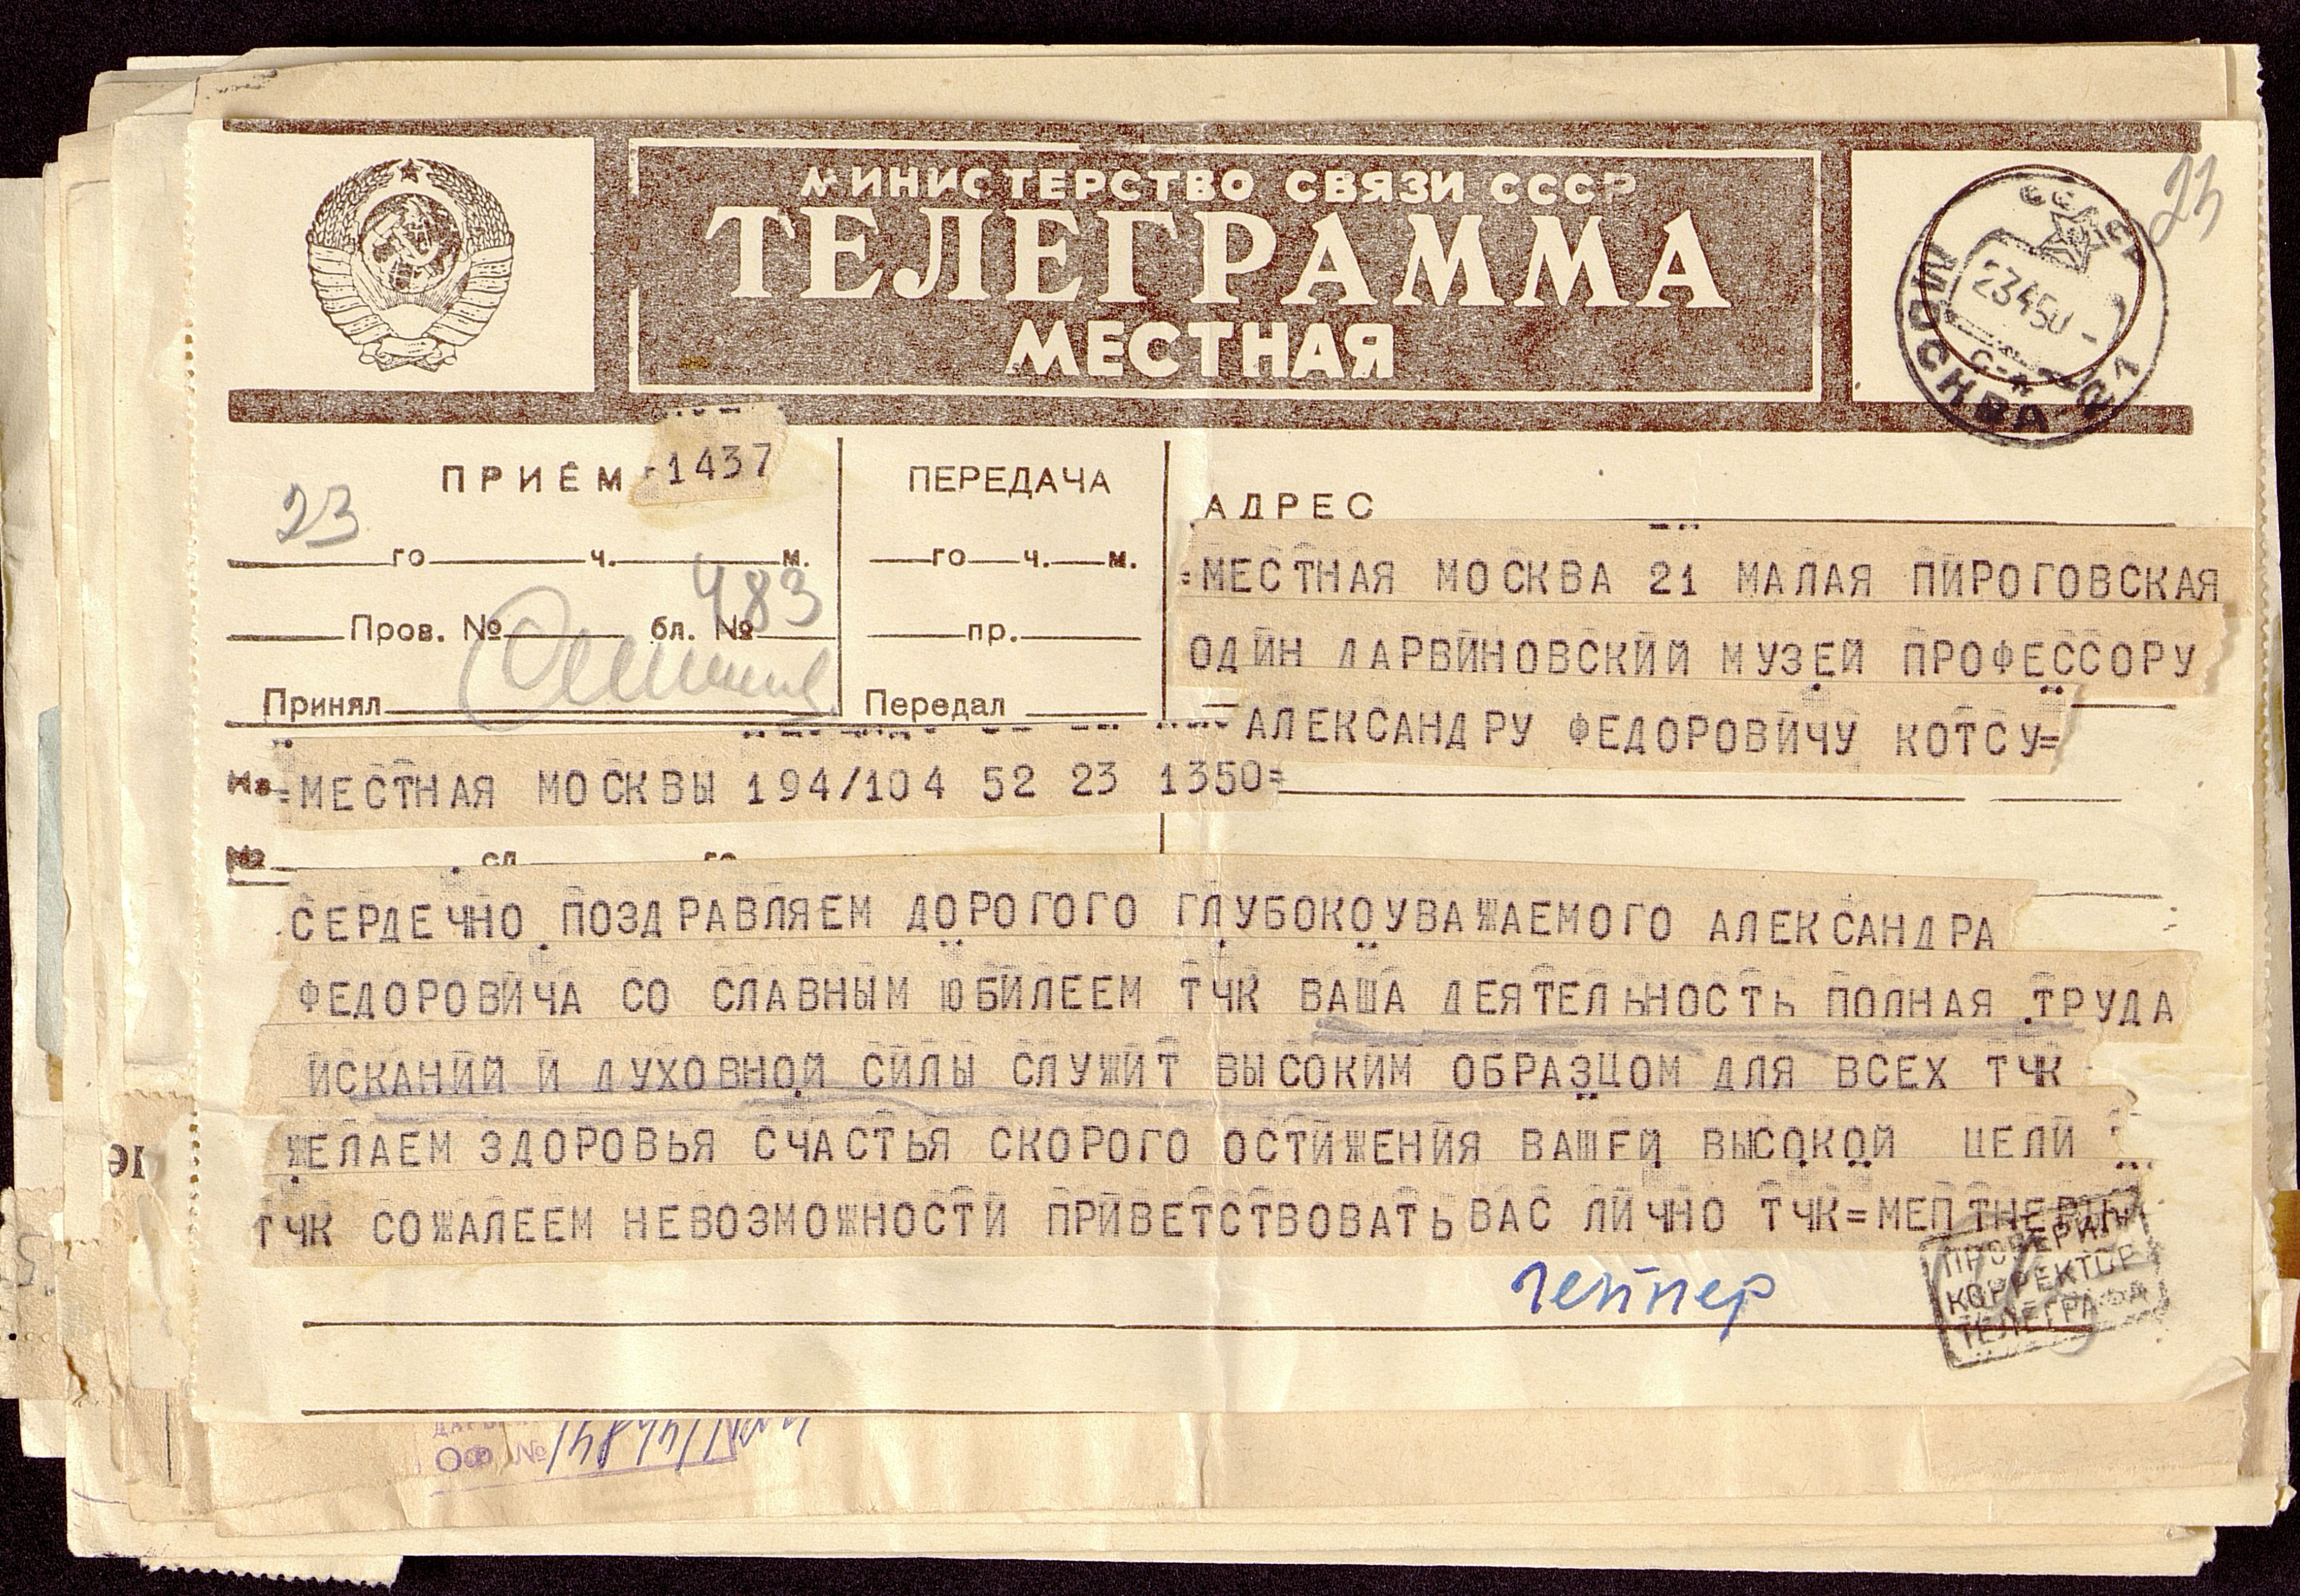 МИНИСТЕРСТВО СВЯЗИ СССР
ТЕЛЕГРАММА
МЕСТНАЯ
МОСКВА
23450
23
ПРИЕМ 1437
ПЕРЕДАЧА
АДРЕС
23
го ч. м.
го ч. м.
483
Пров. № бл. №
пр.
Принял
Передал
=МЕСТНАЯ МОСКВА 21 МАЛАЯ ПИРОГОВСКАЯ
ОДИН ДАРВИНОВСКИЙ МУЗЕЙ ПРОФЕССОРУ
АЛЕКСАНДРУ ФЕДОРОВИЧУ КОТСУ=
=МЕСТНАЯ МОСКВЫ 194/104 52 23 1350=
СЕРДЕЧНО ПОЗДРАВЛЯЕМ ДОРОГОГО ГЛУБОКОУВАЖАЕМОГО АЛЕКСАНДРА
ФЕДОРОВИЧА СО СЛАВНЫМ ЮБИЛЕЕМ ТЧК ВАША ДЕЯТЕЛЬНОСТЬ ПОЛНАЯ ТРУДА
ИСКАНИЙ И ДУХОВНОЙ СИЛЫ СЛУЖИТ ВЫСОКИМ ОБРАЗЦОМ ДЛЯ ВСЕХ ТЧК
ЖЕЛАЕМ ЗДОРОВЬЯ СЧАСТЬЯ СКОРОГО ОСТИЖЕНИЯ ВАШЕЙ ВЫСОКОЙ ЦЕЛИ
ТЧК СОЖАЛЕЕМ НЕВОЗМОЖНОСТИ ПРИВЕТСТВОВАТЬ ВАС ЛИЧНО ТЧК=
ПРОВЕРИЛ
КОРРЕКТОР
ТЕЛЕГРАФА
ОФ №